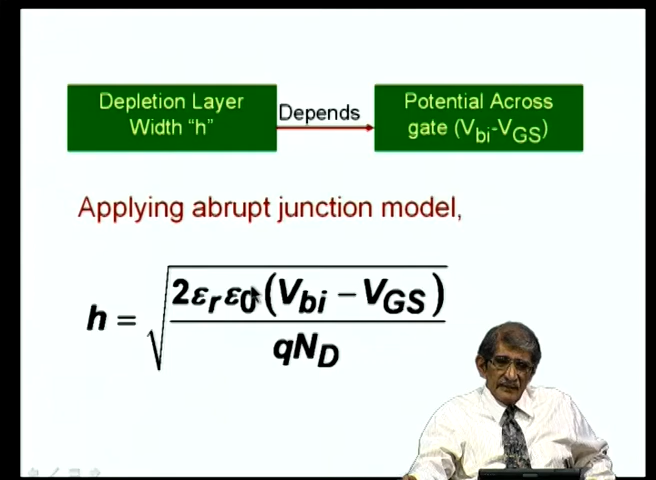 Depletion Layer
Width "h"
Depends
Potential Across
gate (Vbi-VGS)
Applying abrupt junction model,
h = √(2εrε0(Vbi – VGS) / qND)